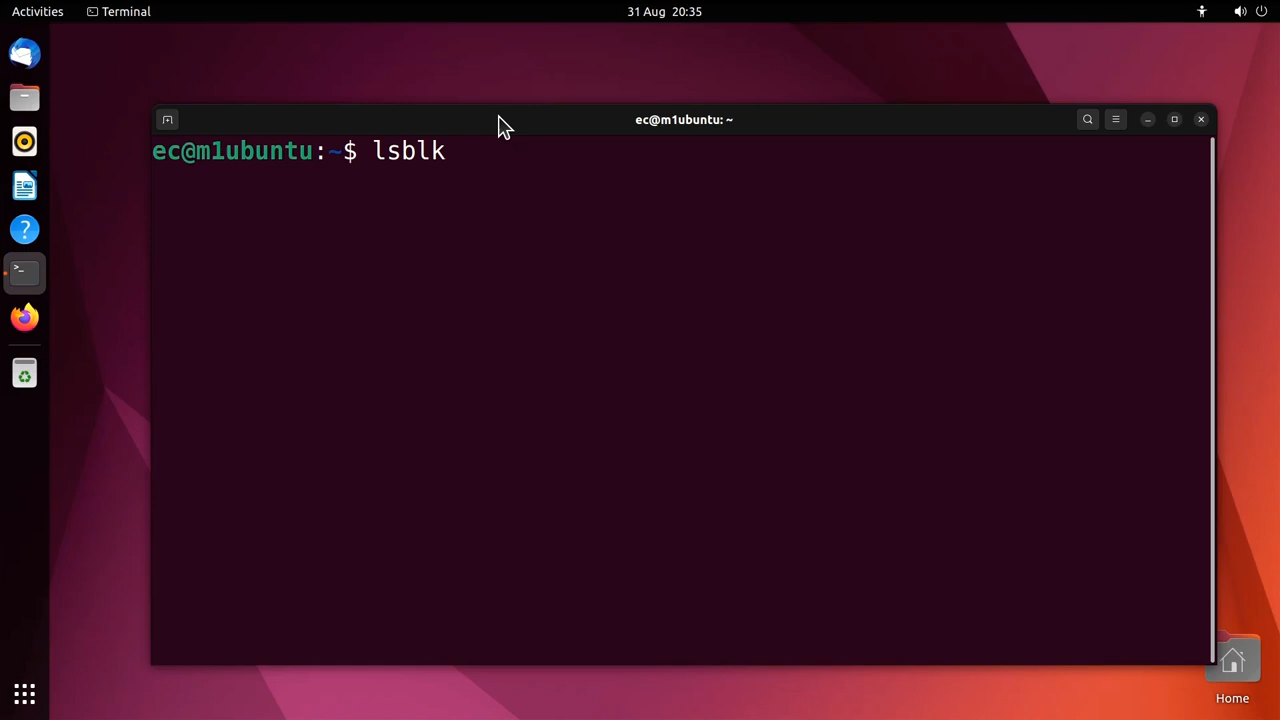 Activities Terminal 31 Aug 20:35
ec@m1ubuntu: ~
ec@m1ubuntu:~$ lsblk
Home